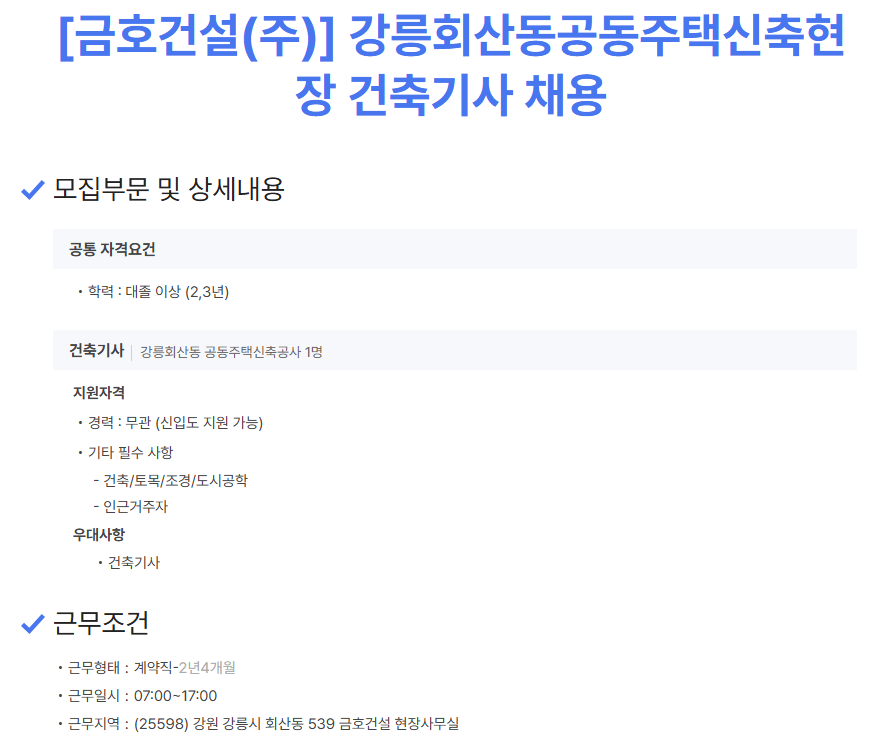 [금호건설(주)] 강릉회산동공동주택신축현
장 건축기사 채용
모집부문 및 상세내용
공통 자격요건
• 학력 : 대졸 이상 (2,3년)
건축기사 | 강릉회산동 공동주택신축공사 1명
지원자격
• 경력 : 무관 (신입도 지원 가능)
• 기타 필수 사항
- 건축/토목/조경/도시공학
- 인근거주자
우대사항
• 건축기사
근무조건
• 근무형태 : 계약직-2년4개월
• 근무일시 : 07:00~17:00
• 근무지역 : (25598) 강원 강릉시 회산동 539 금호건설 현장사무실